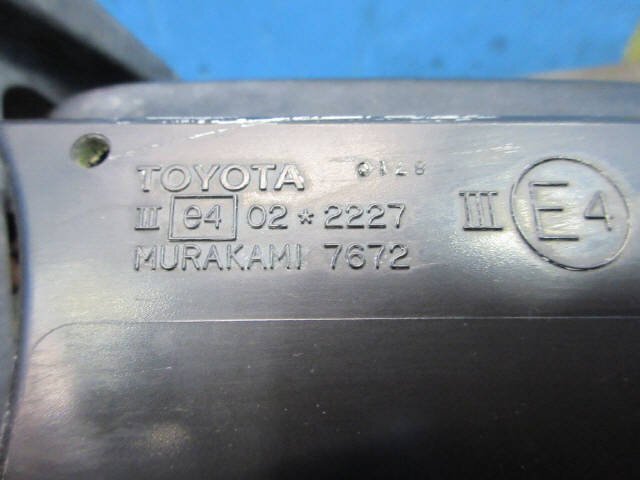 TOYOTA
III e4 02*2227
MURAKAMI 7672
III E4